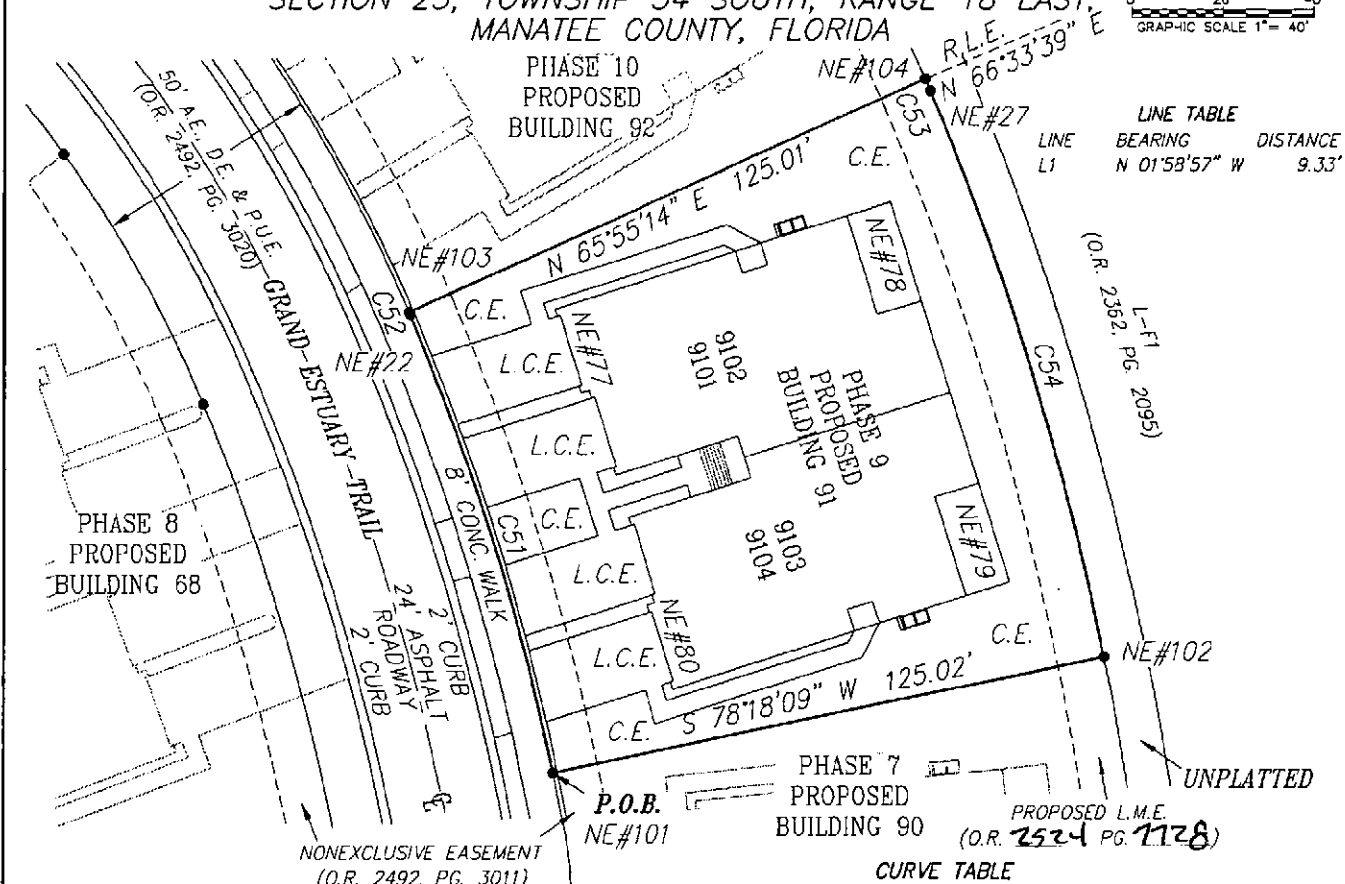 SECTION 25, TOWNSHIP 34 SOUTH, RANGE 16 EAST,
MANATEE COUNTY, FLORIDA
GRAPHIC SCALE 1"= 40'
PHASE 10
PROPOSED
BUILDING 92
NE#104
R.L.E.
N 66°33'39" E
NE#27
C53
LINE TABLE
LINE BEARING DISTANCE
L1 N 01°58'57" W 9.33'
50' A.E., D.E. & P.U.E.
(O.R. 2492, PG. 3020)
GRAND ESTUARY TRAIL
NE#103
N 65°55'14" E 125.01'
C.E.
C52
NE#22
C.E.
L.C.E.
NE#77
NE#78
9102
9101
PHASE 9
PROPOSED
BUILDING 91
C54
L-F1
(O.R. 2362, PG. 2095)
L.C.E.
8' CONC. WALK
C51
C.E.
PHASE 8
PROPOSED
BUILDING 68
9103
9104
NE#79
L.C.E.
2' CURB
24' ASPHALT
ROADWAY
2' CURB
L.C.E.
NE#80
C.E.
NE#102
C.E.
S 78°18'09" W 125.02'
PHASE 7
PROPOSED
BUILDING 90
UNPLATTED
P.O.B.
NE#101
PROPOSED L.M.E.
(O.R. 2524 PG. 7728)
NONEXCLUSIVE EASEMENT
(O.R. 2492, PG. 3011)
CURVE TABLE